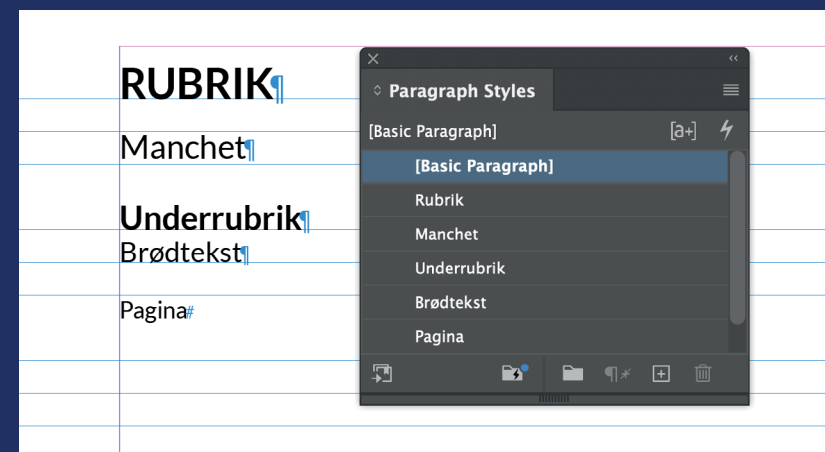 RUBRIK¶
Manchet¶
Underrubrik¶
Brødtekst¶
Pagina#
Paragraph Styles
[Basic Paragraph]
[a+]
[Basic Paragraph]
Rubrik
Manchet
Underrubrik
Brødtekst
Pagina